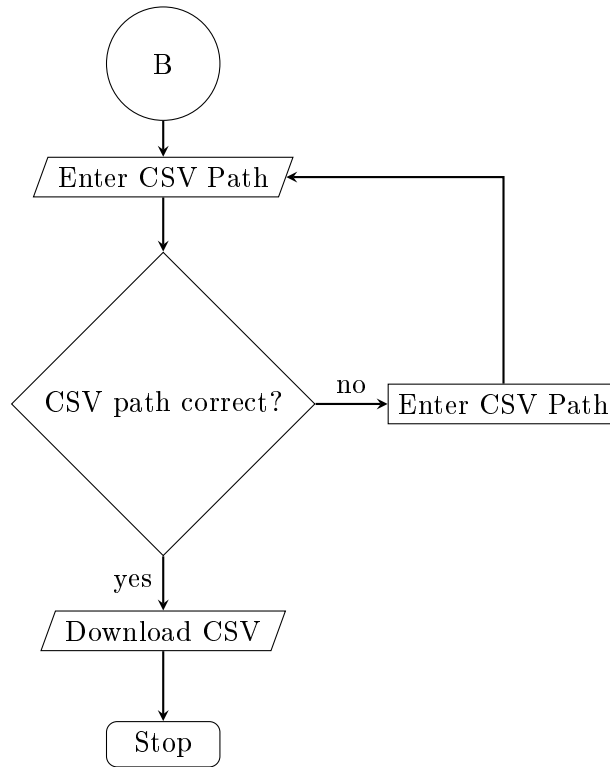 B
Enter CSV Path
CSV path correct?
no
Enter CSV Path
yes
Download CSV
Stop